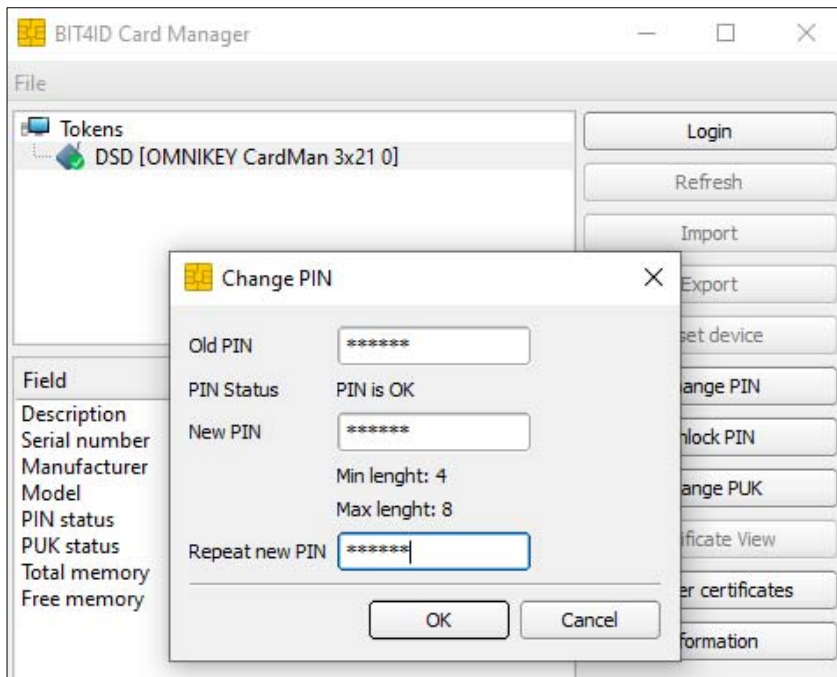 BIT4ID Card Manager
File
Tokens
DSD [OMNIKEY CardMan 3x21 0]
Login
Refresh
Import
Export
set device
ange PIN
nlock PIN
ange PUK
ificate View
er certificates
formation
Field
Description
Serial number
Manufacturer
Model
PIN status
PUK status
Total memory
Free memory
Change PIN
Old PIN ******
PIN Status PIN is OK
New PIN ******
Min lenght: 4
Max lenght: 8
Repeat new PIN ******
OK Cancel